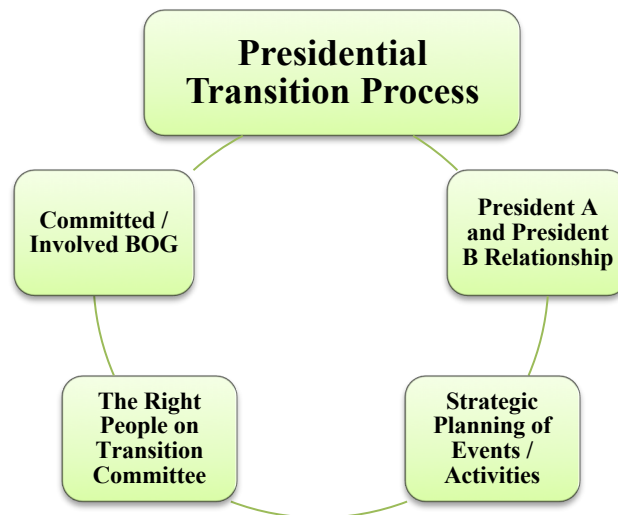 Presidential
Transition Process
Committed /
Involved BOG
President A
and President
B Relationship
The Right
People on
Transition
Committee
Strategic
Planning of
Events /
Activities